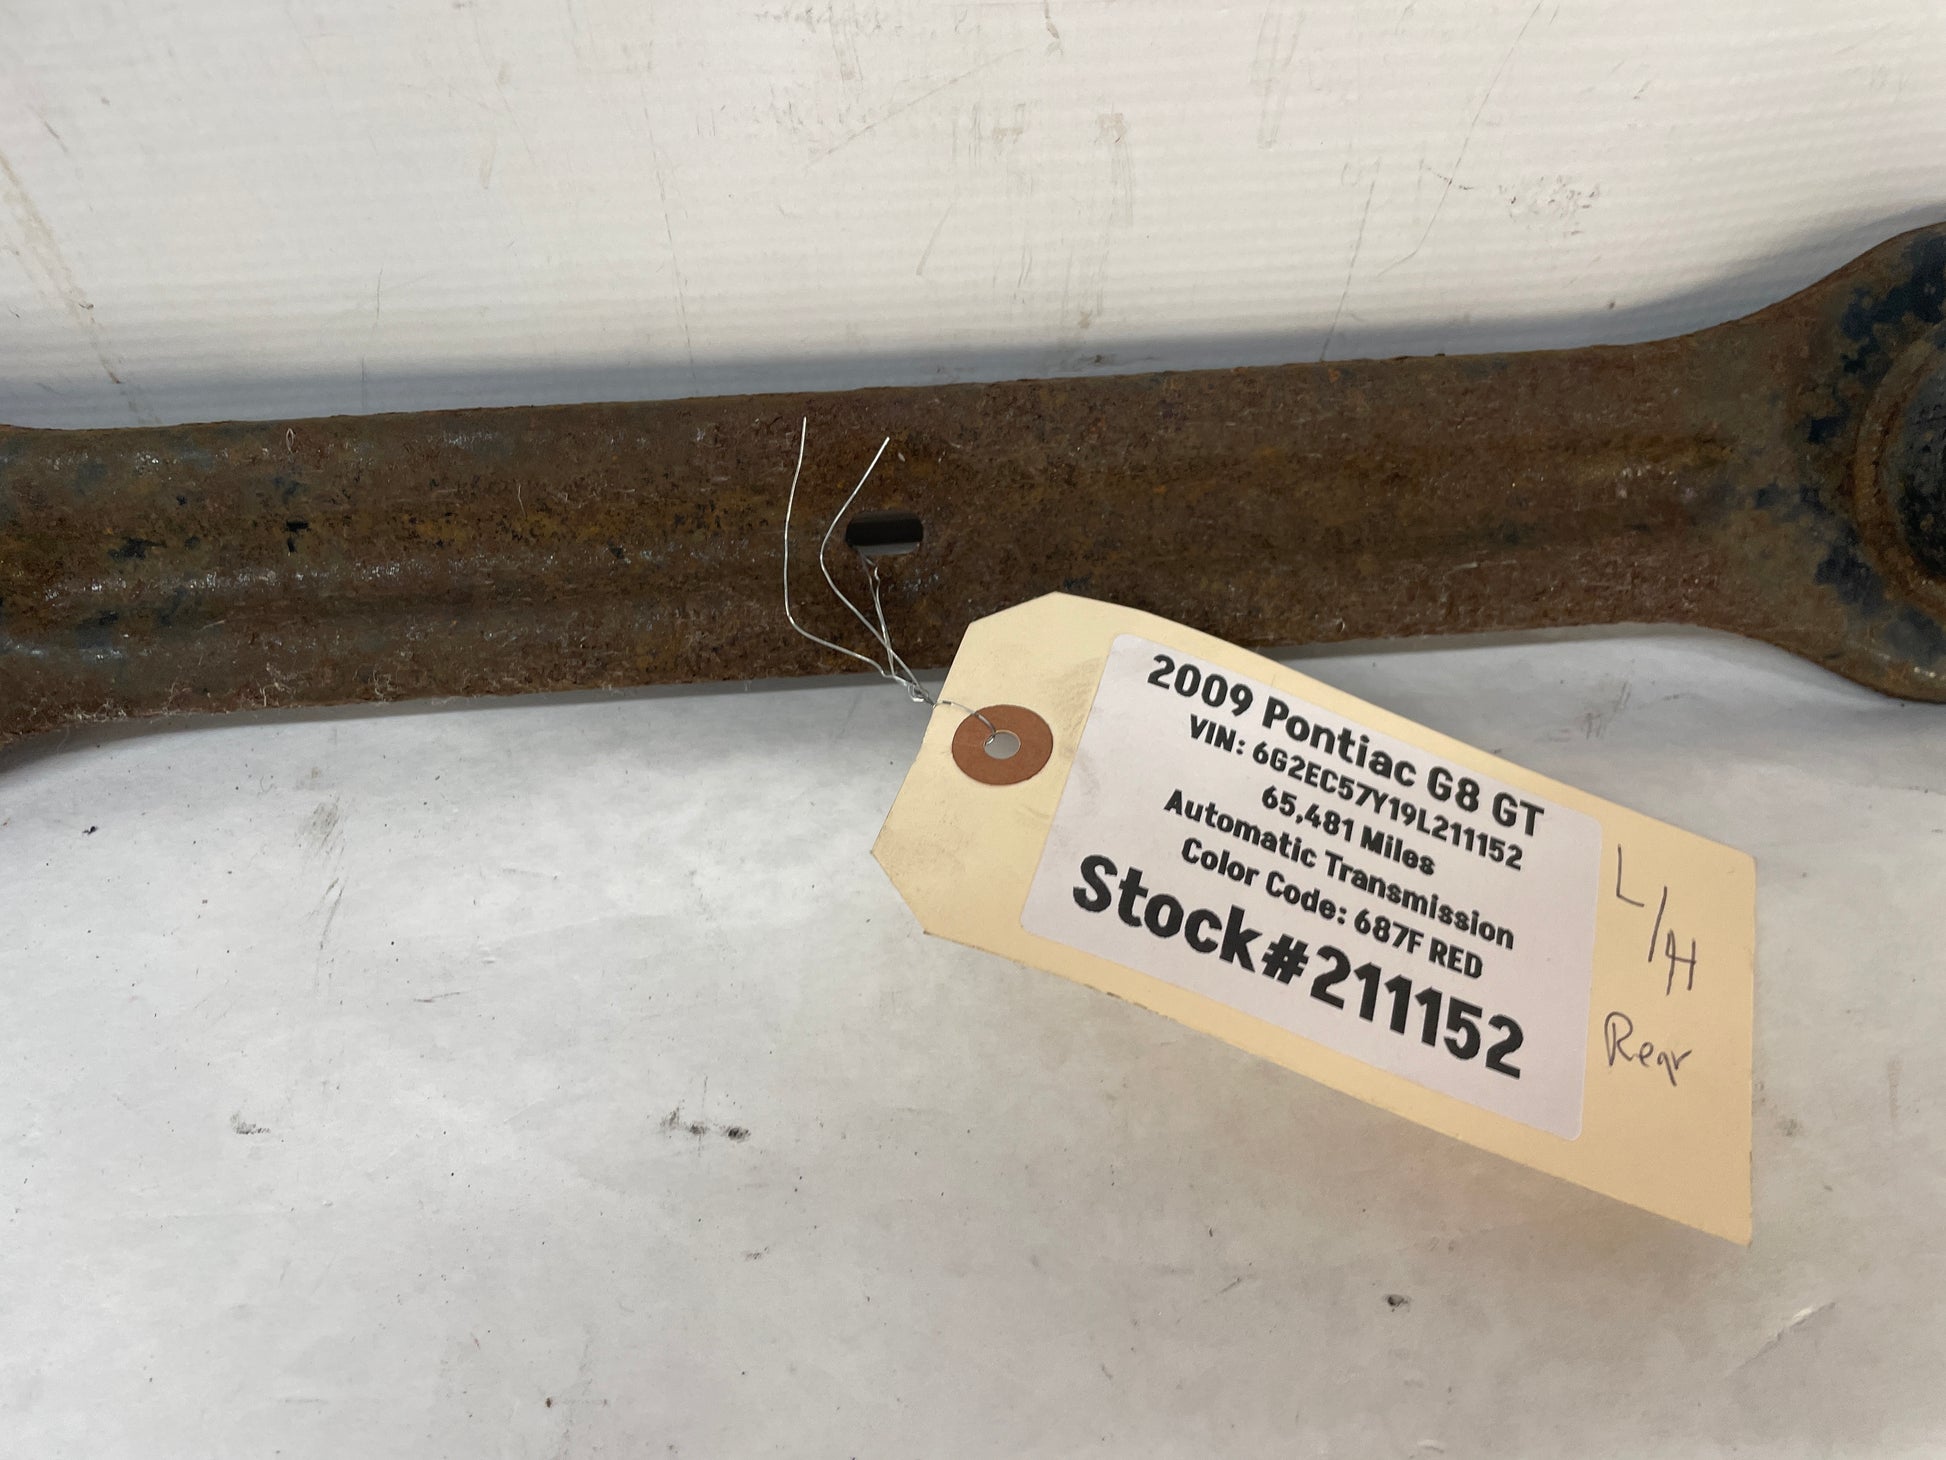 2009 Pontiac G8 GT
VIN: 6G2EC57Y19L211152
65,481 Miles
Automatic Transmission
Color Code: 687F RED
Stock#211152
L/H
Rear